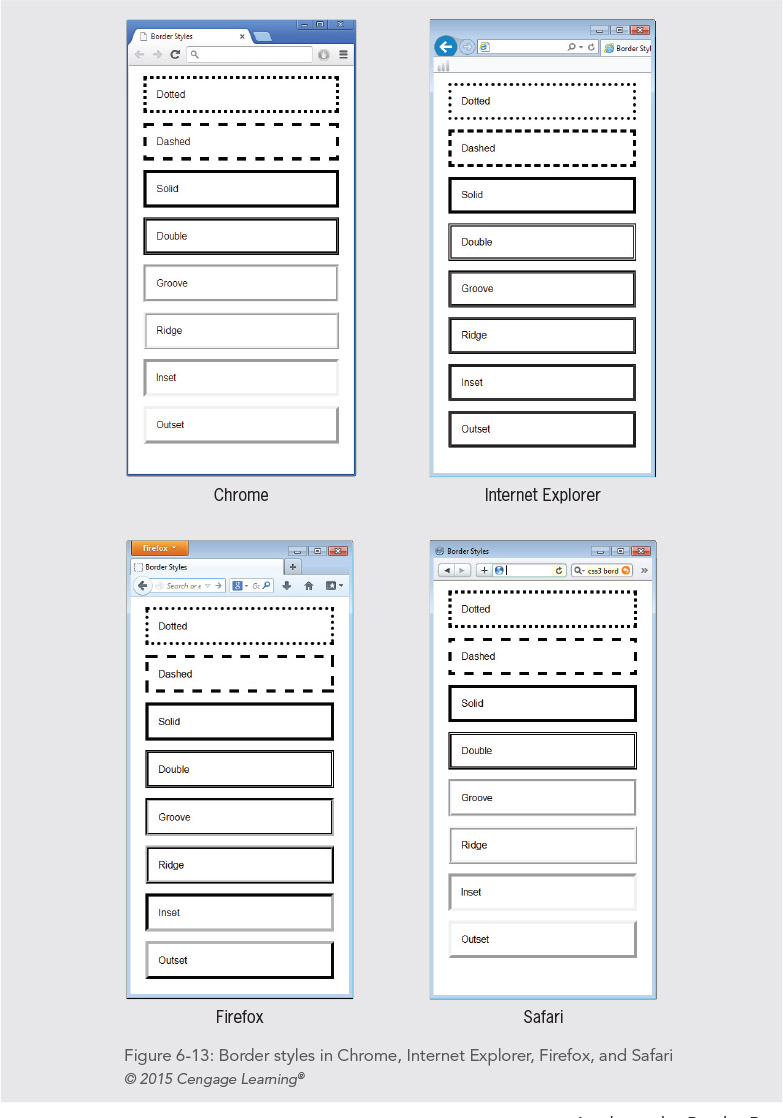 Border Styles
Dotted
Dashed
Solid
Double
Groove
Ridge
Inset
Outset
Chrome
Border Styl
Dotted
Dashed
Solid
Double
Groove
Ridge
Inset
Outset
Internet Explorer
Firefox
Border Styles
Search or e
Dotted
Dashed
Solid
Double
Groove
Ridge
Inset
Outset
Firefox
Border Styles
css3 bord
Dotted
Dashed
Solid
Double
Groove
Ridge
Inset
Outset
Safari
Figure 6-13: Border styles in Chrome, Internet Explorer, Firefox, and Safari
© 2015 Cengage Learning®